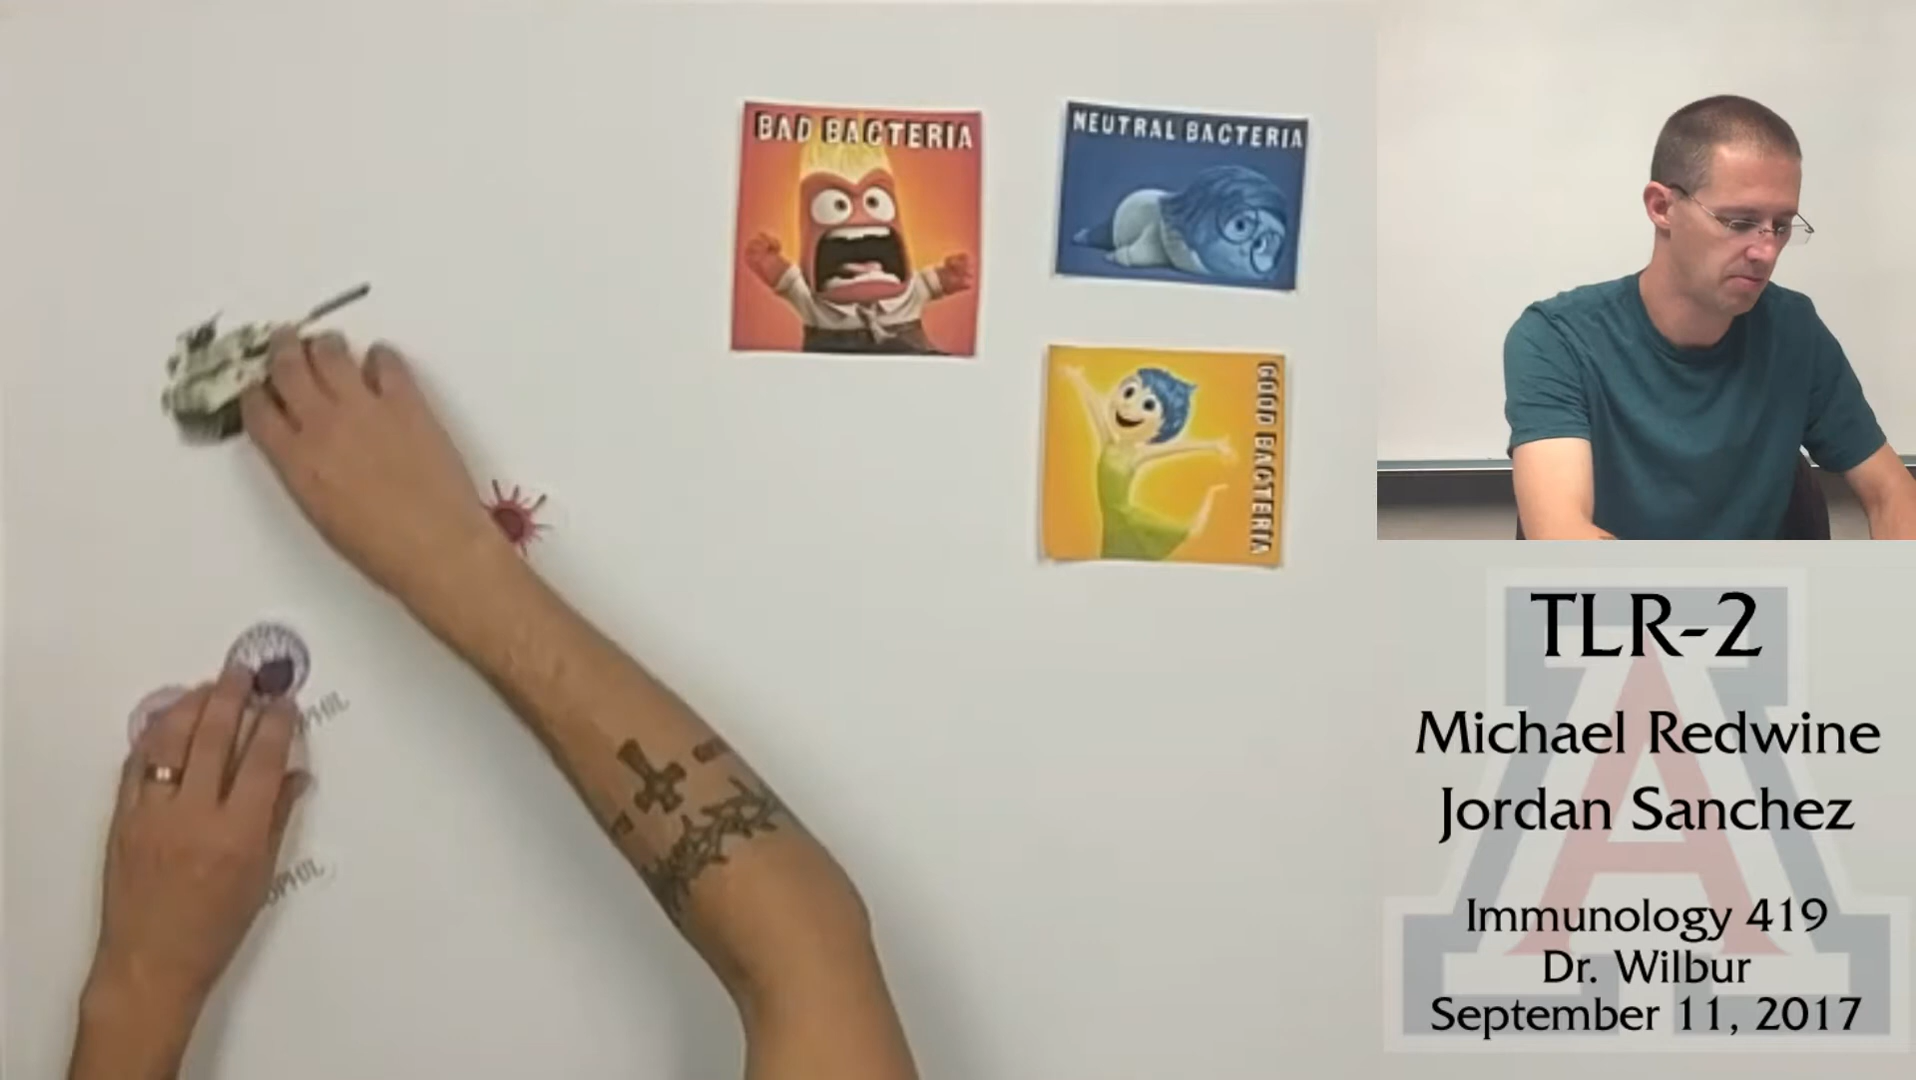 BAD BACTERIA
NEUTRAL BACTERIA
GOOD BACTERIA
TLR-2
Michael Redwine
Jordan Sanchez
Immunology 419
Dr. Wilbur
September 11, 2017